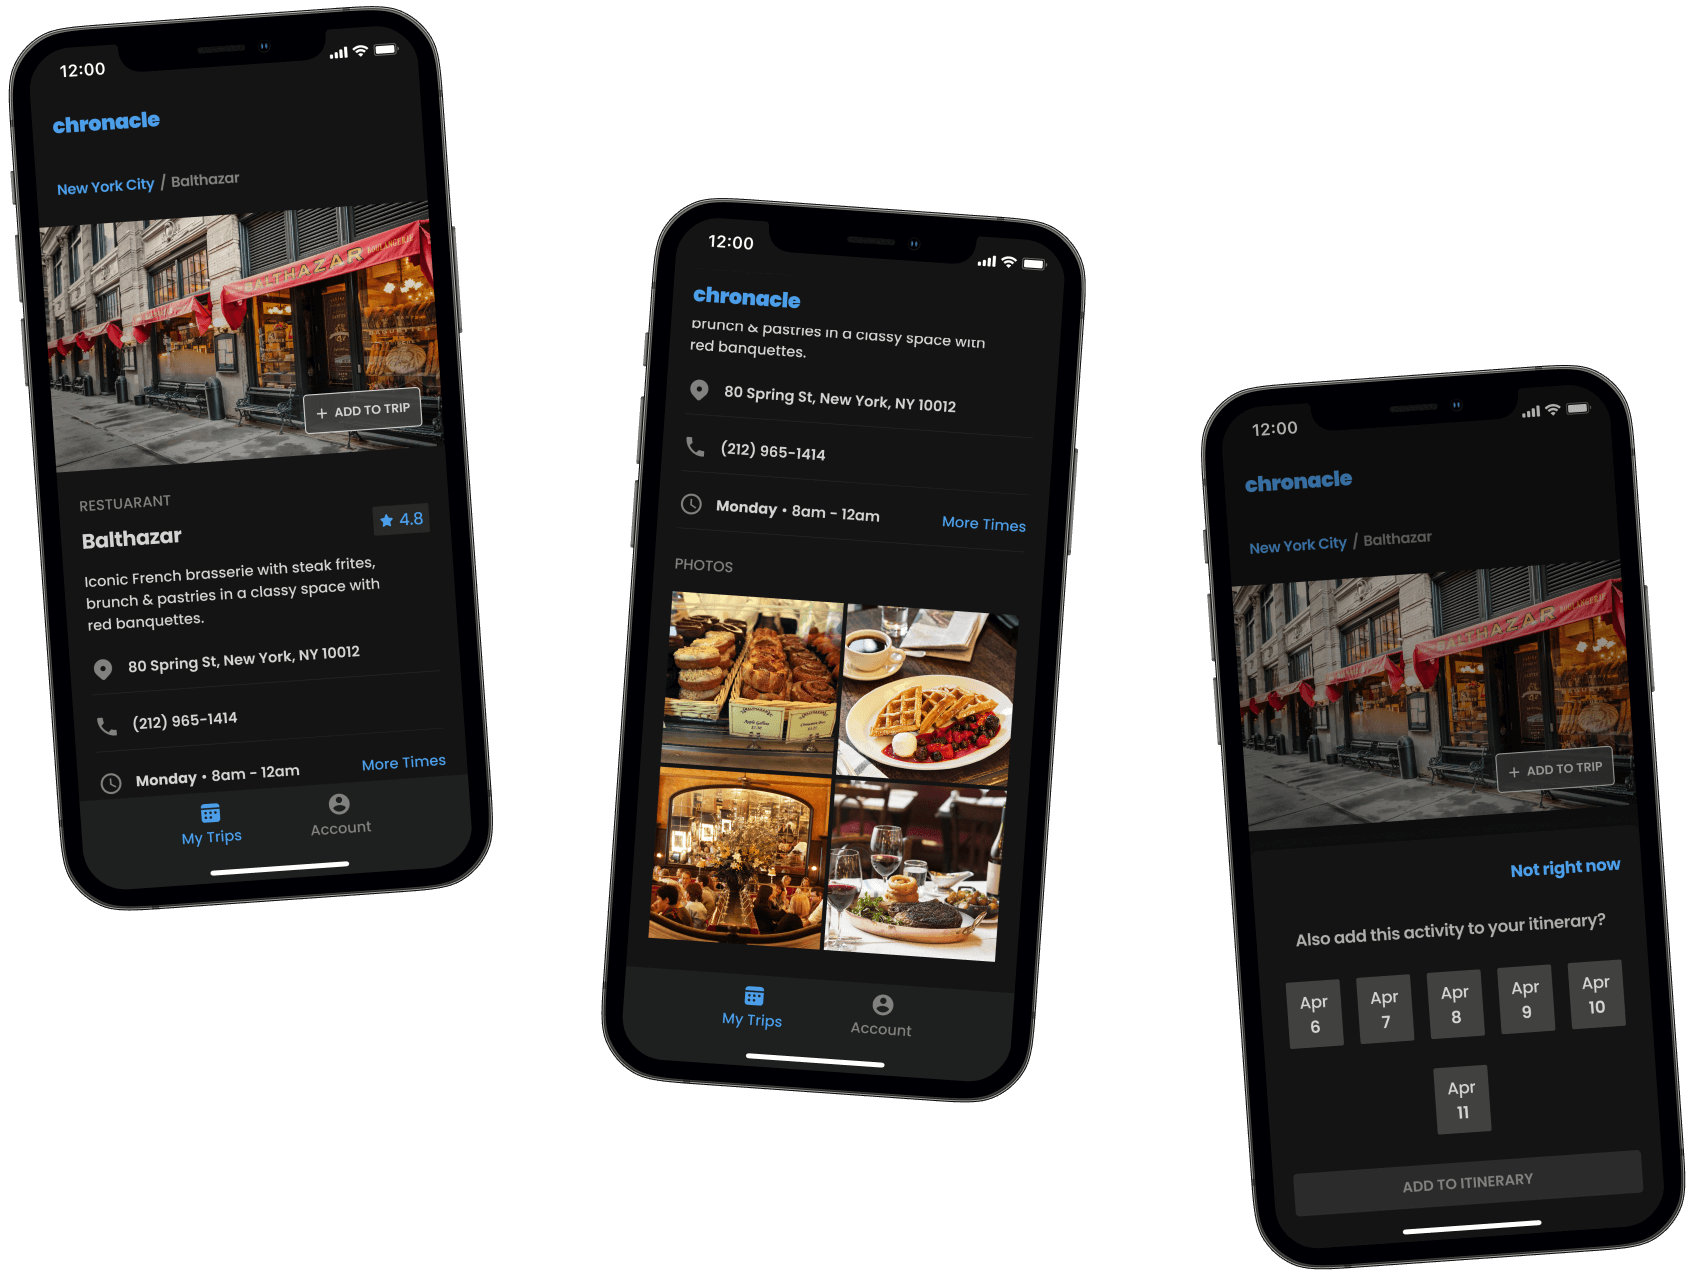 12:00
chronacle
New York City / Balthazar
BALTHAZAR
BOULANGERIE
+ ADD TO TRIP
RESTUARANT
Balthazar
4.8
Iconic French brasserie with steak frites,
brunch & pastries in a classy space with
red banquettes.
80 Spring St, New York, NY 10012
(212) 965-1414
Monday • 8am - 12am
More Times
My Trips
Account
12:00
chronacle
brunch & pastries in a classy space with
red banquettes.
80 Spring St, New York, NY 10012
(212) 965-1414
Monday • 8am - 12am
More Times
PHOTOS
My Trips
Account
12:00
chronacle
New York City / Balthazar
BALTHAZAR
BOULANGERIE
+ ADD TO TRIP
Not right now
Also add this activity to your itinerary?
Apr
6
Apr
7
Apr
8
Apr
9
Apr
10
Apr
11
ADD TO ITINERARY